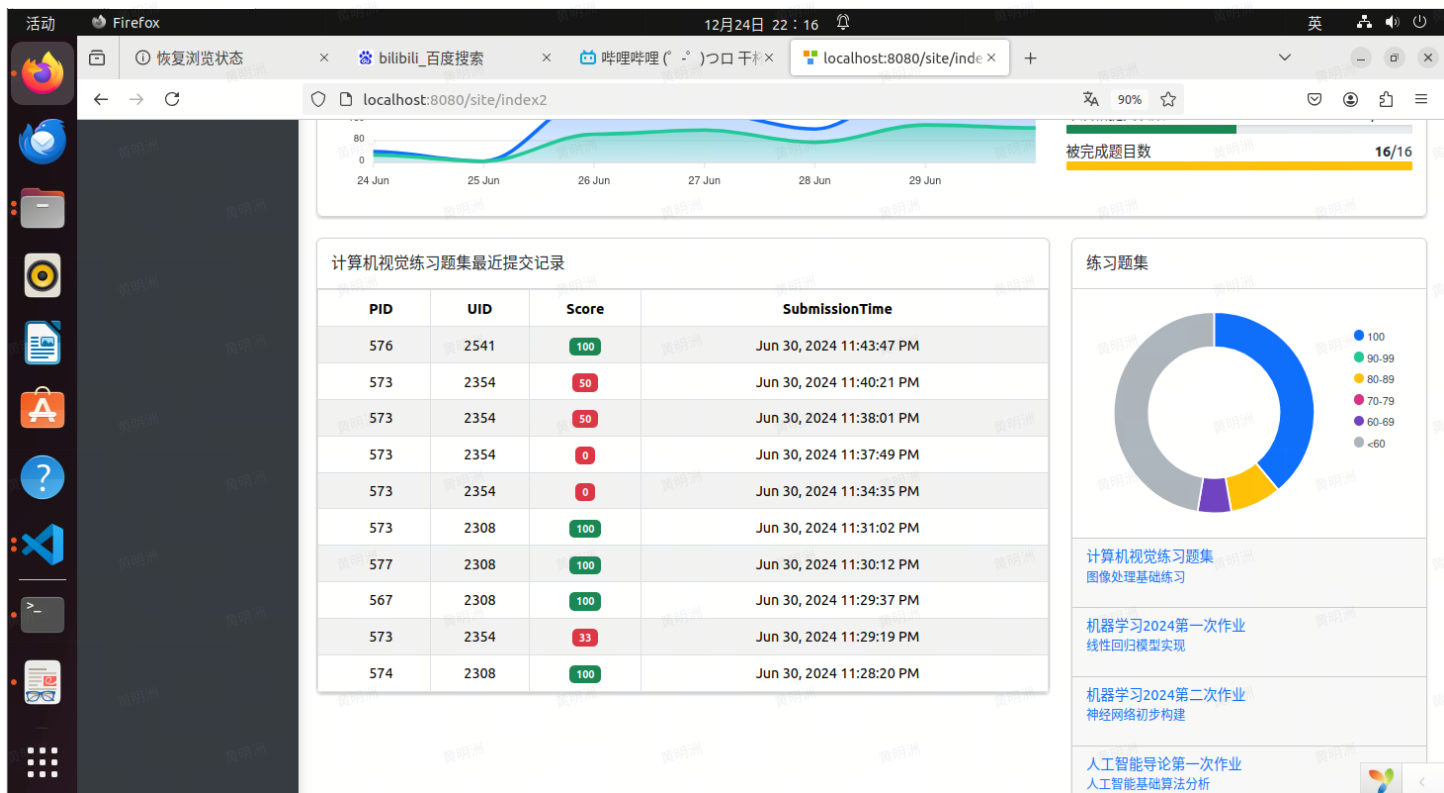 活动 Firefox 12月24日 22：16 英
恢复浏览状态 × bilibili_百度搜索 × 哔哩哔哩 (゜-゜)つロ 干杯 × localhost:8080/site/inde × +
localhost:8080/site/index2 90%
80
0
24 Jun 25 Jun 26 Jun 27 Jun 28 Jun 29 Jun
被完成题目数 16/16
计算机视觉练习题集最近提交记录
PID UID Score SubmissionTime
576 2541 100 Jun 30, 2024 11:43:47 PM
573 2354 50 Jun 30, 2024 11:40:21 PM
573 2354 50 Jun 30, 2024 11:38:01 PM
573 2354 0 Jun 30, 2024 11:37:49 PM
573 2354 0 Jun 30, 2024 11:34:35 PM
573 2308 100 Jun 30, 2024 11:31:02 PM
577 2308 100 Jun 30, 2024 11:30:12 PM
567 2308 100 Jun 30, 2024 11:29:37 PM
573 2354 33 Jun 30, 2024 11:29:19 PM
574 2308 100 Jun 30, 2024 11:28:20 PM
练习题集
100
90-99
80-89
70-79
60-69
<60
计算机视觉练习题集
图像处理基础练习
机器学习2024第一次作业
线性回归模型实现
机器学习2024第二次作业
神经网络初步构建
人工智能导论第一次作业
人工智能基础算法分析
黄明洲